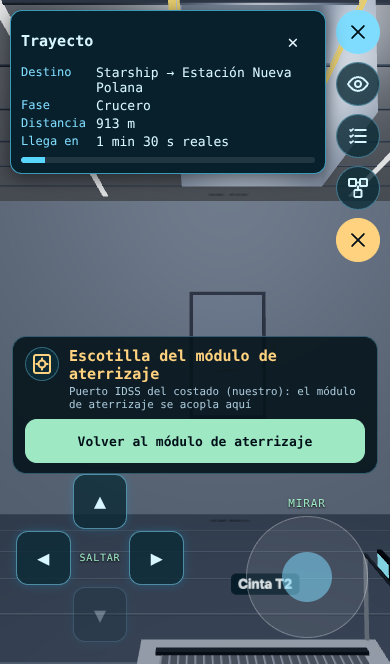 Trayecto
Destino Starship → Estación Nueva
Polana
Fase Crucero
Distancia 913 m
Llega en 1 min 30 s reales
Escotilla del módulo de
aterrizaje
Puerto IDSS del costado (nuestro): el módulo
de aterrizaje se acopla aquí
Volver al módulo de aterrizaje
MIRAR
SALTAR
Cinta T2